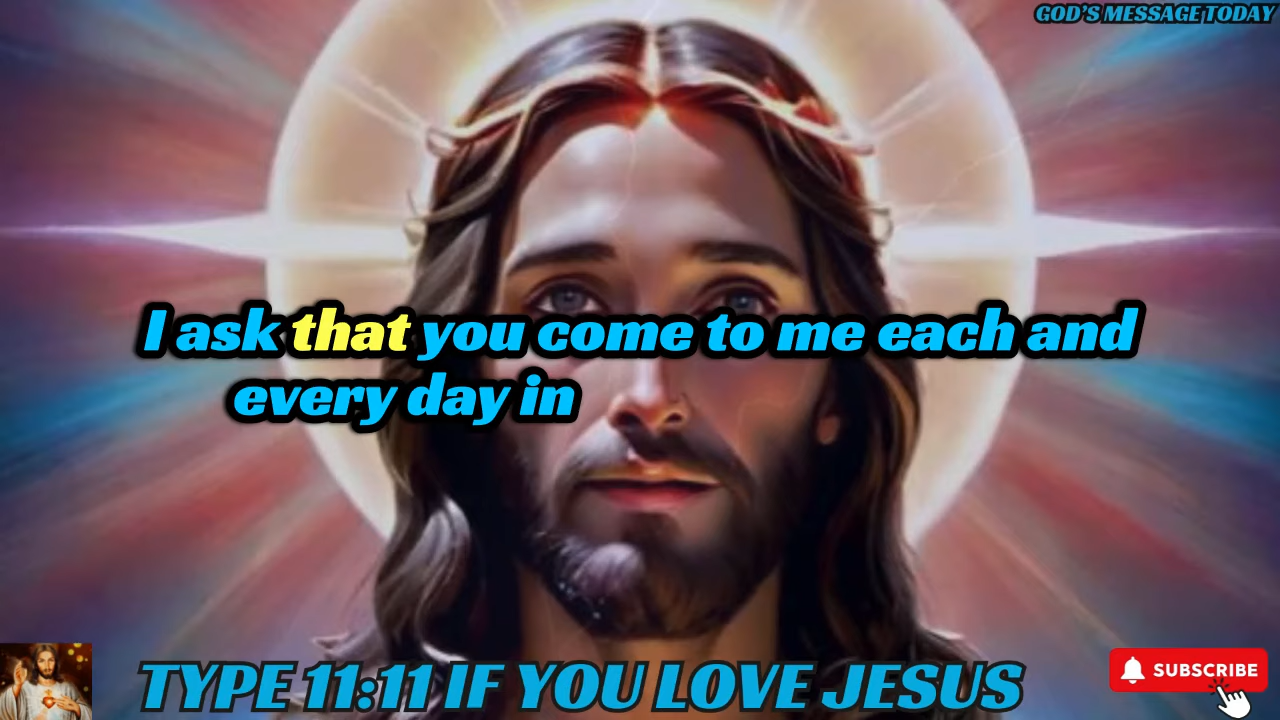 GOD'S MESSAGE TODAY
I ask that you come to me each and
every day in
TYPE 11:11 IF YOU LOVE JESUS
SUBSCRIBE